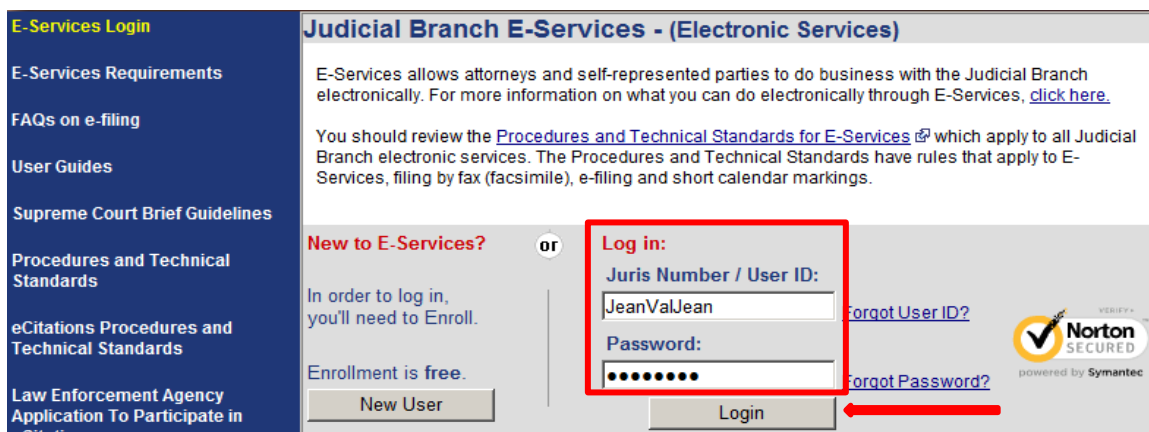 E-Services Login
E-Services Requirements
FAQs on e-filing
User Guides
Supreme Court Brief Guidelines
Procedures and Technical
Standards
eCitations Procedures and
Technical Standards
Law Enforcement Agency
Application To Participate in
Judicial Branch E-Services - (Electronic Services)
E-Services allows attorneys and self-represented parties to do business with the Judicial Branch
electronically. For more information on what you can do electronically through E-Services, click here.
You should review the Procedures and Technical Standards for E-Services which apply to all Judicial
Branch electronic services. The Procedures and Technical Standards have rules that apply to E-
Services, filing by fax (facsimile), e-filing and short calendar markings.
New to E-Services?
In order to log in,
you'll need to Enroll.
Enrollment is free.
New User
or
Log in:
Juris Number / User ID:
JeanValJean
Forgot User ID?
Password:
●●●●●●●●
Forgot Password?
Login
VERIFY
Norton
SECURED
powered by Symantec